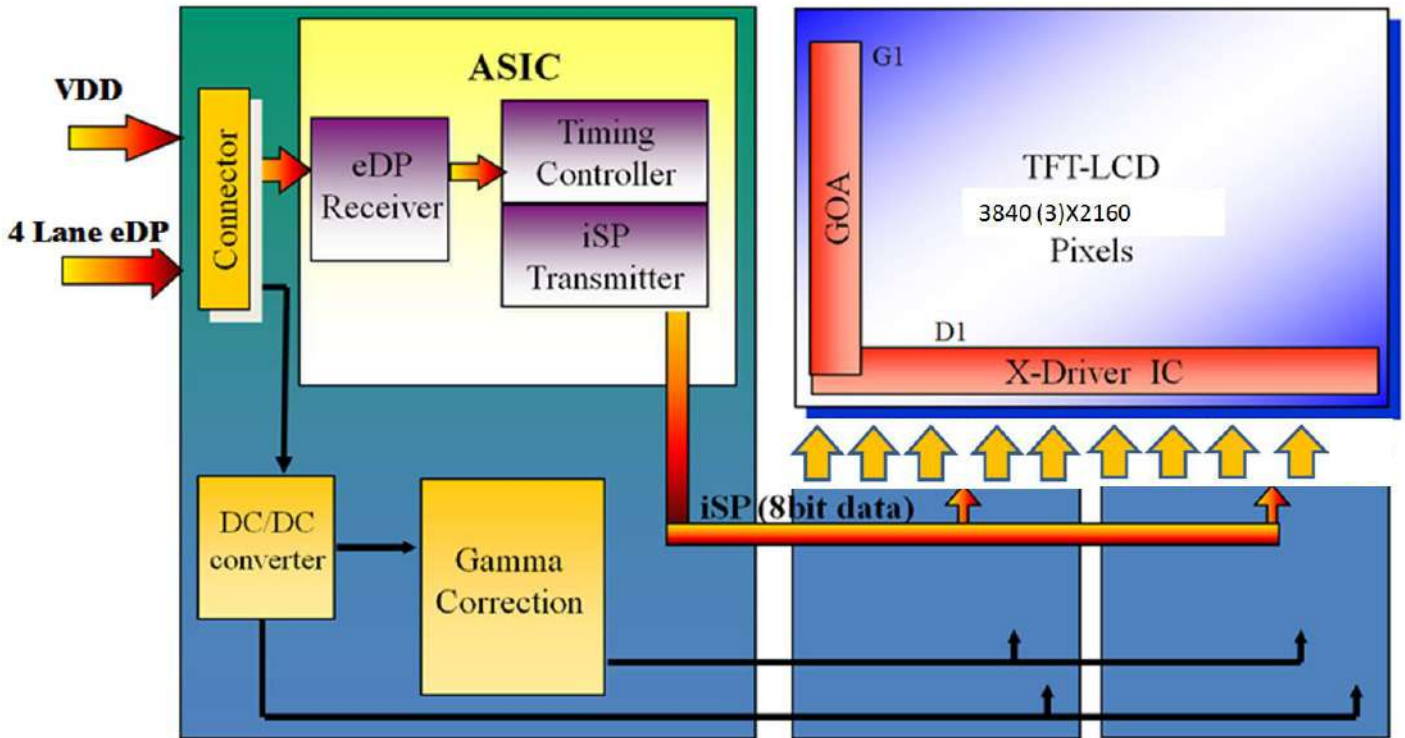 VDD
4 Lane eDP
Connector
ASIC
eDP
Receiver
Timing
Controller
iSP
Transmitter
G1
GOA
TFT-LCD
3840 (3)X2160
Pixels
D1
X-Driver IC
iSP (8bit data)
DC/DC
converter
Gamma
Correction